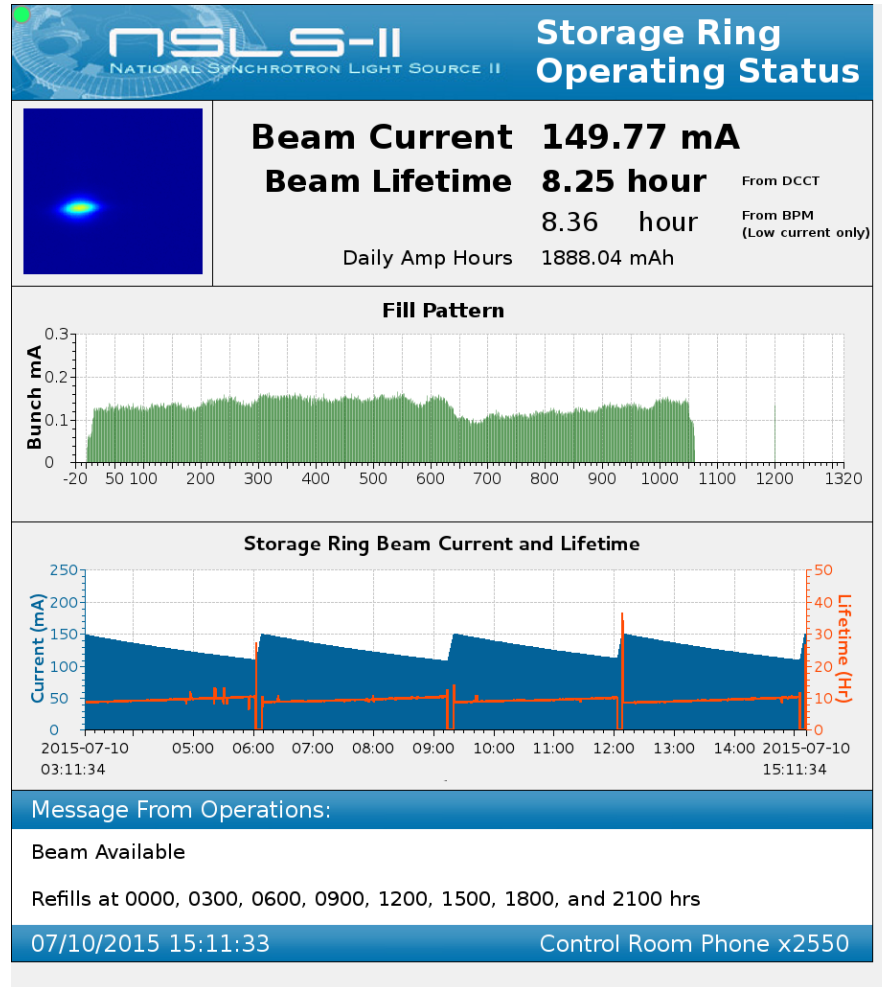 NSLS-II
NATIONAL SYNCHROTRON LIGHT SOURCE II
Storage Ring
Operating Status
Beam Current 149.77 mA
Beam Lifetime 8.25 hour From DCCT
8.36 hour From BPM
(Low current only)
Daily Amp Hours 1888.04 mAh
Fill Pattern
Bunch mA
0.3
0.2
0.1
0
-20 0 50 100 200 300 400 500 600 700 800 900 1000 1100 1200 1320
Storage Ring Beam Current and Lifetime
Current (mA)
Lifetime (Hr)
250 50
200 40
150 30
100 20
50 10
0 0
2015-07-10 05:00 06:00 07:00 08:00 09:00 10:00 11:00 12:00 13:00 14:00 2015-07-10
03:11:34 15:11:34
Message From Operations:
Beam Available
Refills at 0000, 0300, 0600, 0900, 1200, 1500, 1800, and 2100 hrs
07/10/2015 15:11:33 Control Room Phone x2550